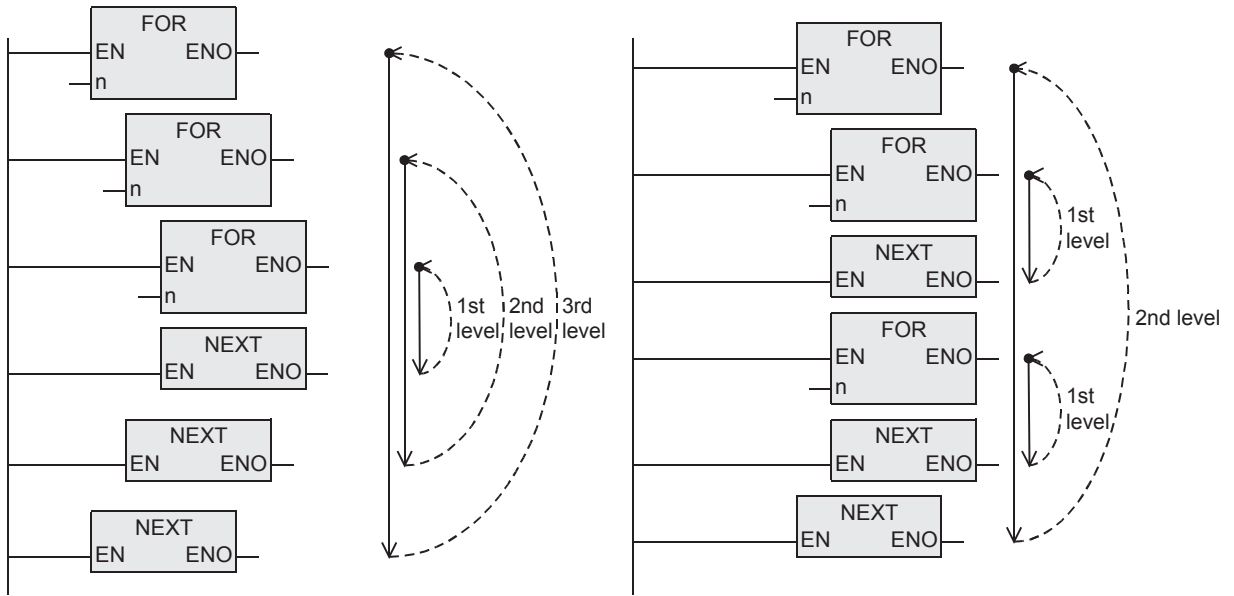 FOR
EN ENO
n
FOR
EN ENO
n
FOR
EN ENO
n
NEXT
EN ENO
NEXT
EN ENO
NEXT
EN ENO
1st level
2nd level
3rd level
FOR
EN ENO
n
FOR
EN ENO
n
NEXT
EN ENO
FOR
EN ENO
n
NEXT
EN ENO
NEXT
EN ENO
1st
level
1st
level
2nd level